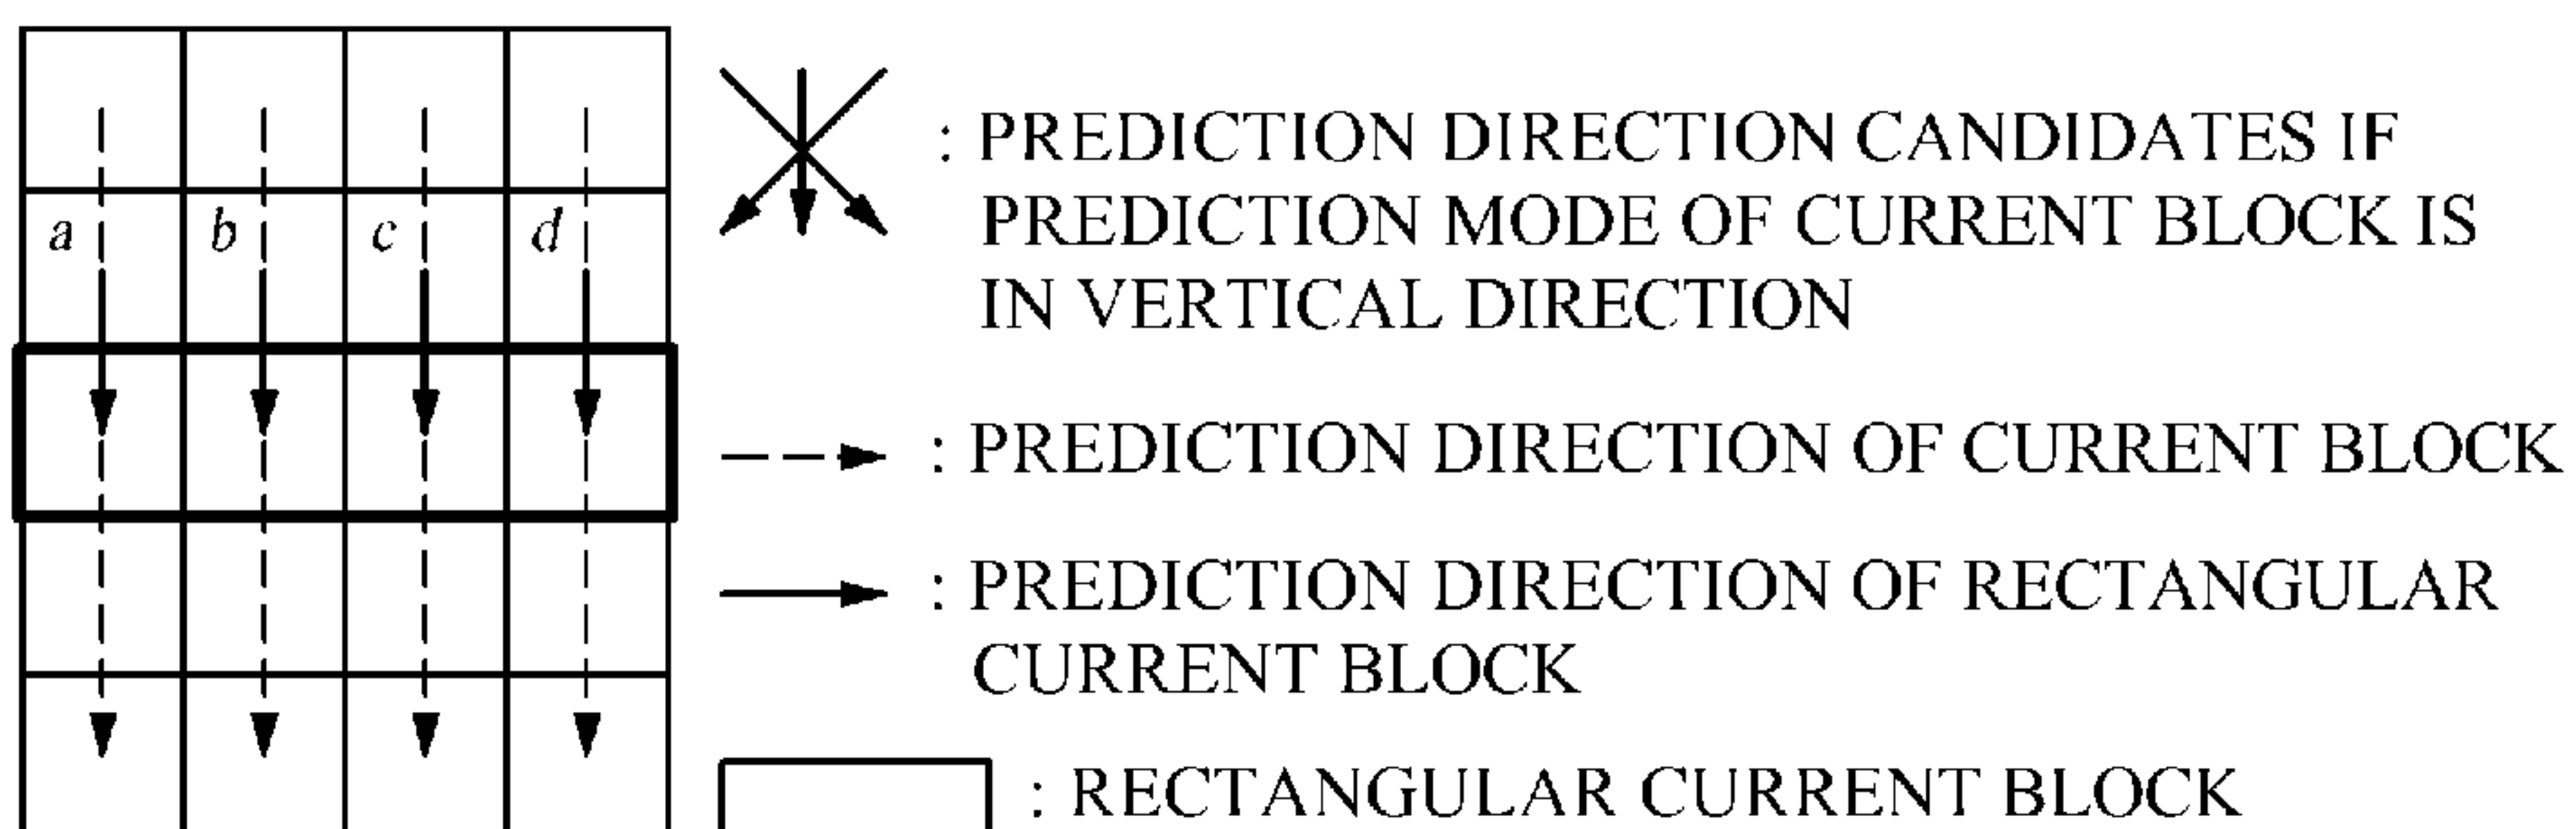 a b c d
: PREDICTION DIRECTION CANDIDATES IF
PREDICTION MODE OF CURRENT BLOCK IS
IN VERTICAL DIRECTION
: PREDICTION DIRECTION OF CURRENT BLOCK
: PREDICTION DIRECTION OF RECTANGULAR
CURRENT BLOCK
: RECTANGULAR CURRENT BLOCK